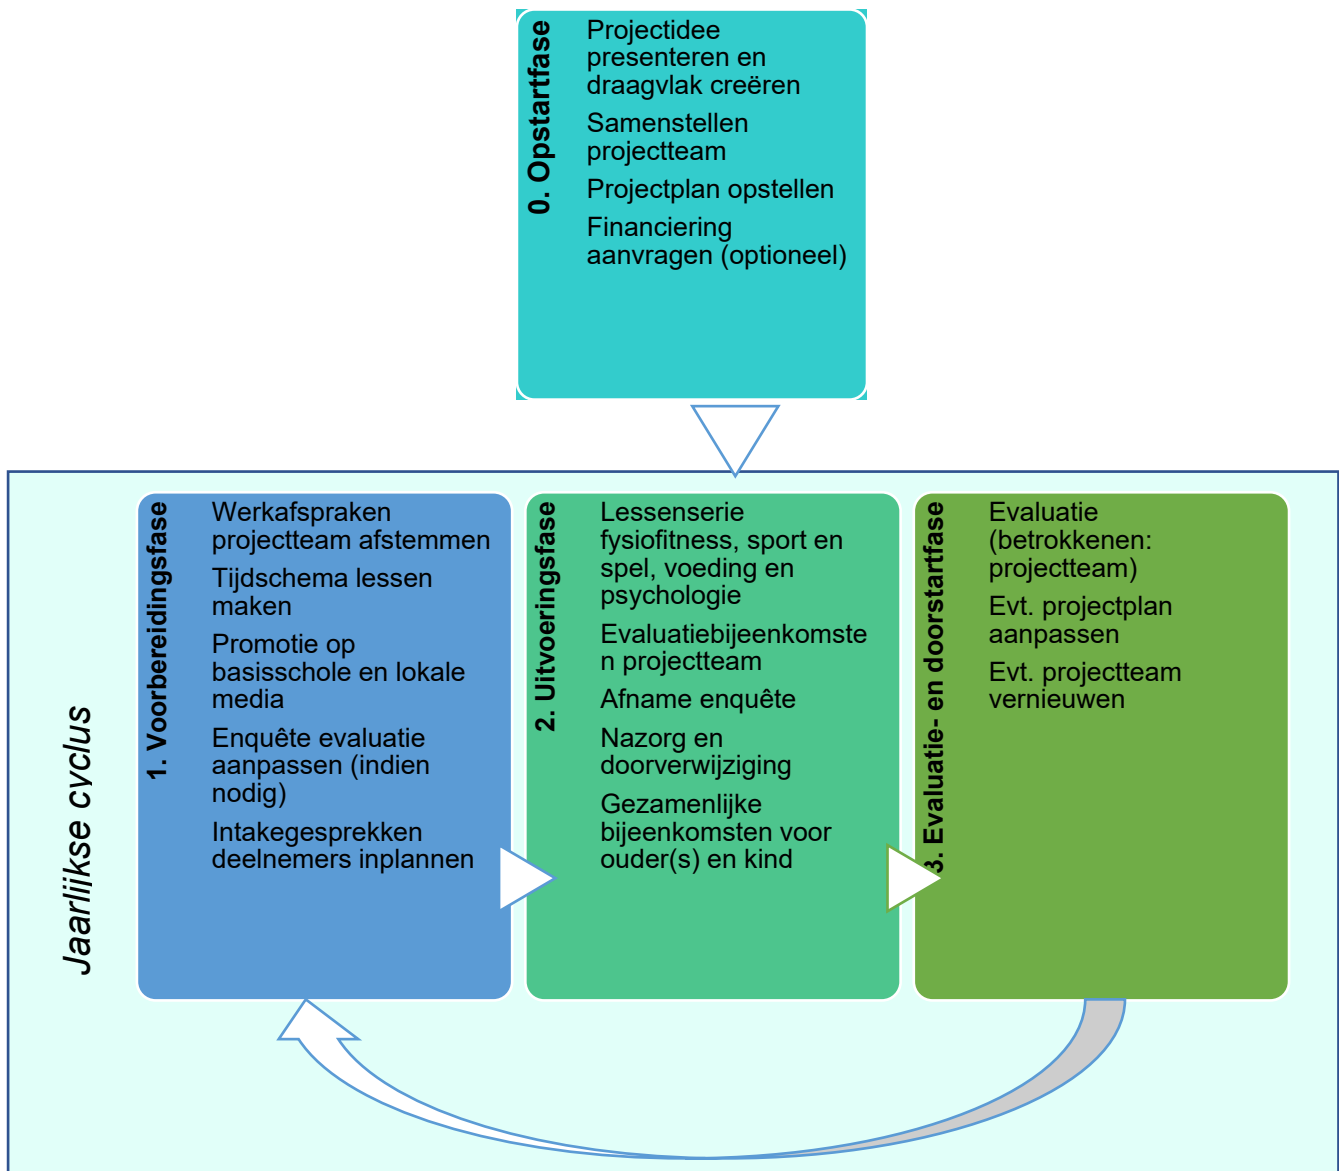 0. Opstartfase
Projectidee
presenteren en
draagvlak creëren
Samenstellen
projectteam
Projectplan opstellen
Financiering
aanvragen (optioneel)
Jaarlijkse cyclus
1. Voorbereidingsfase
Werkafspraken
projectteam afstemmen
Tijdschema lessen
maken
Promotie op
basisschole en lokale
media
Enquête evaluatie
aanpassen (indien
nodig)
Intakegesprekken
deelnemers inplannen
2. Uitvoeringsfase
Lessenserie
fysiofitness, sport en
spel, voeding en
psychologie
Evaluatiebijeenkomste
n projectteam
Afname enquête
Nazorg en
doorverwijziging
Gezamenlijke
bijeenkomsten voor
ouder(s) en kind
3. Evaluatie- en doorstartfase
Evaluatie
(betrokkenen:
projectteam)
Evt. projectplan
aanpassen
Evt. projectteam
vernieuwen